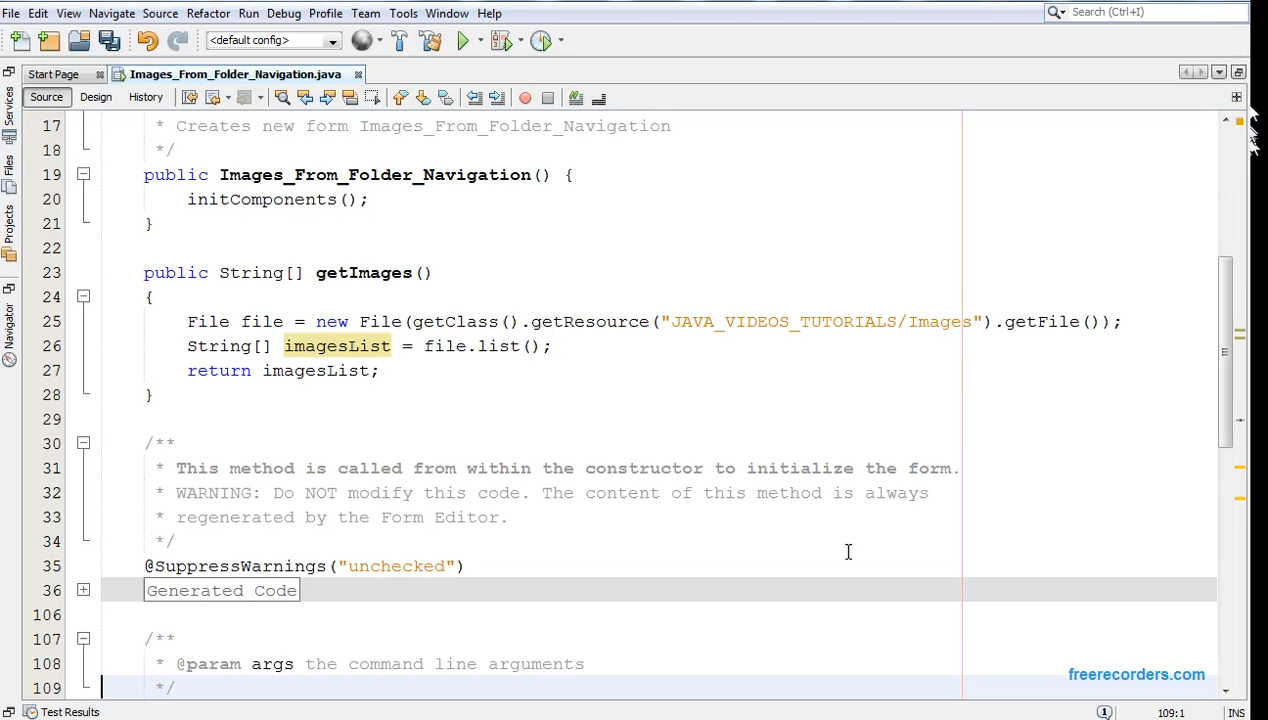 File Edit View Navigate Source Refactor Run Debug Profile Team Tools Window Help
Search (Ctrl+I)
<default config>
Start Page
Images_From_Folder_Navigation.java
Source Design History
Services
Files
Projects
Navigator
17 * Creates new form Images_From_Folder_Navigation
18 */
19 public Images_From_Folder_Navigation() {
20 initComponents();
21 }
22
23 public String[] getImages()
24 {
25 File file = new File(getClass().getResource("JAVA_VIDEOS_TUTORIALS/Images").getFile());
26 String[] imagesList = file.list();
27 return imagesList;
28 }
29
30 /**
31 * This method is called from within the constructor to initialize the form.
32 * WARNING: Do NOT modify this code. The content of this method is always
33 * regenerated by the Form Editor.
34 */
35 @SuppressWarnings("unchecked")
36 Generated Code
106
107 /**
108 * @param args the command line arguments
109 */
freerecorders.com
Test Results
1
109:1
INS